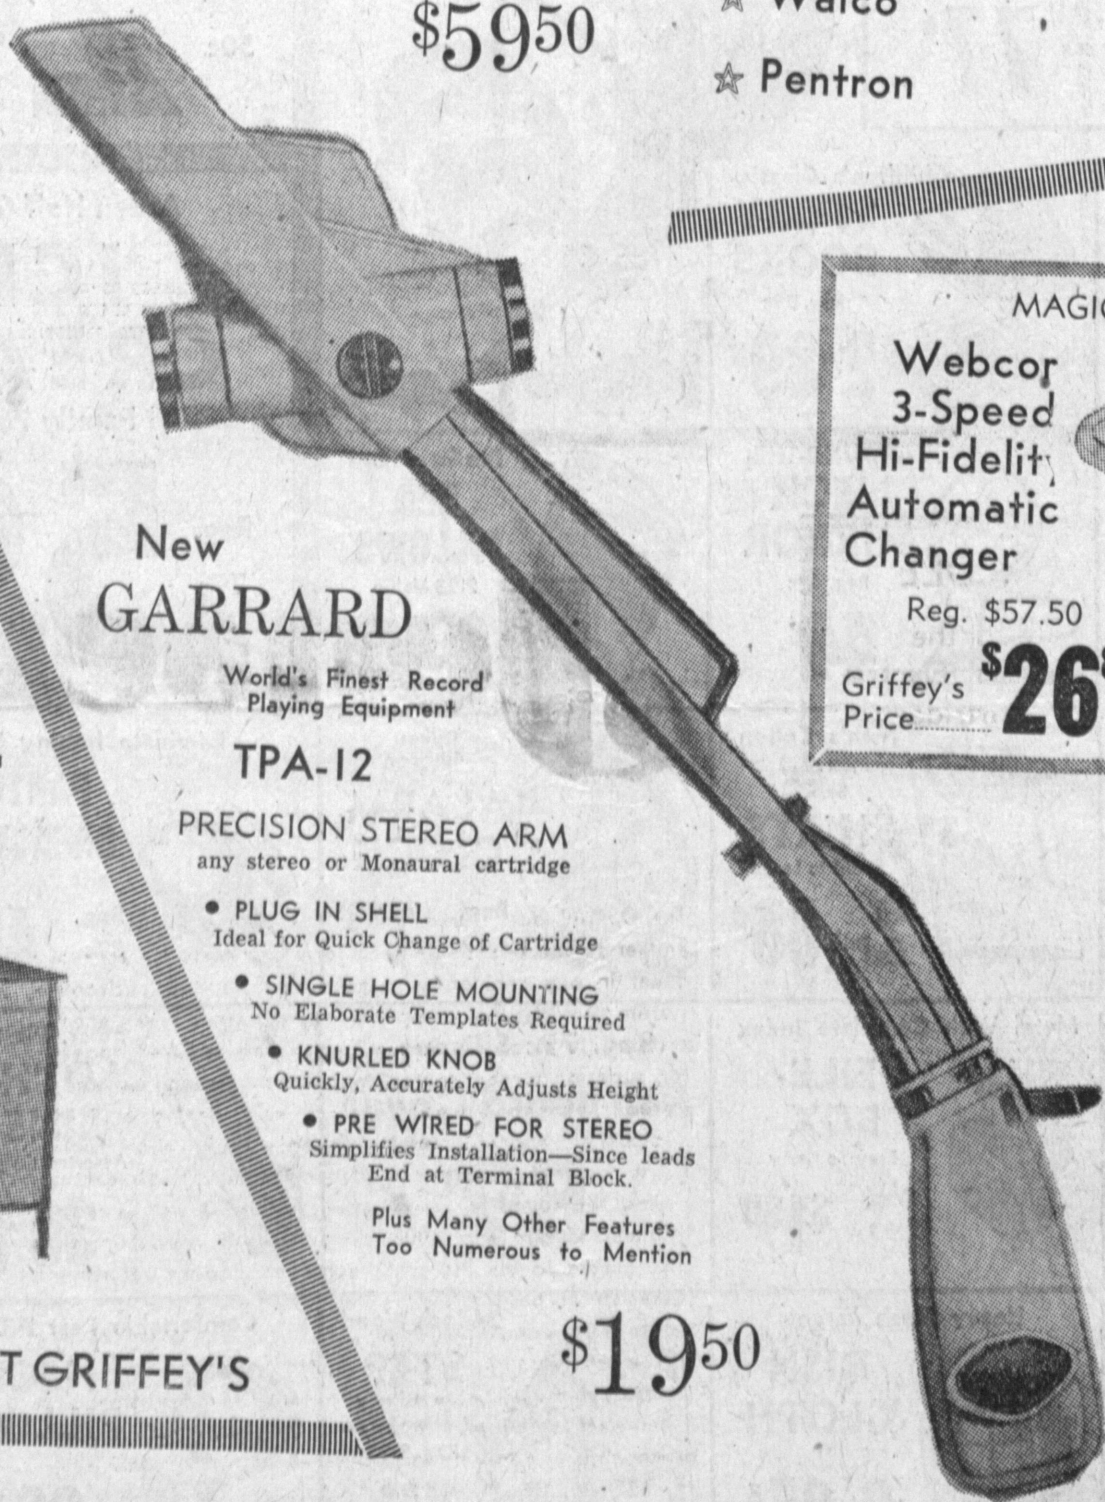 $59.50
☆ Walco
☆ Pentron
MAGIC
Webcor
3-Speed
Hi-Fidelity
Automatic
Changer
Reg. $57.50
Griffey's
Price............ $26
New
GARRARD
World's Finest Record
Playing Equipment
TPA-12
PRECISION STEREO ARM
any stereo or Monaural cartridge
• PLUG IN SHELL
Ideal for Quick Change of Cartridge
• SINGLE HOLE MOUNTING
No Elaborate Templates Required
• KNURLED KNOB
Quickly, Accurately Adjusts Height
• PRE WIRED FOR STEREO
Simplifies Installation—Since leads
End at Terminal Block.
Plus Many Other Features
Too Numerous to Mention
$19.50
T GRIFFEY'S